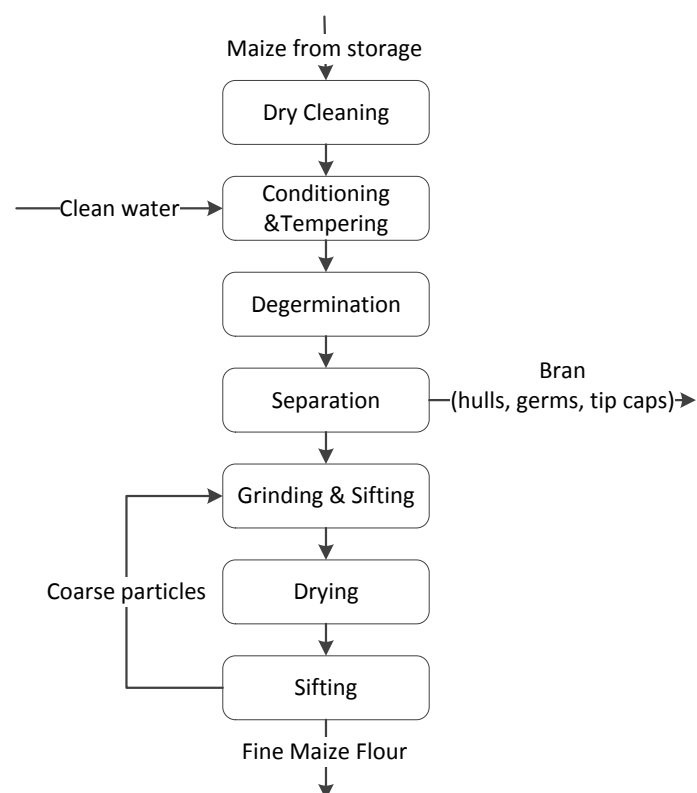 Maize from storage
Dry Cleaning
Clean water
Conditioning
&Tempering
Degermination
Separation
Bran
(hulls, germs, tip caps)
Grinding & Sifting
Coarse particles
Drying
Sifting
Fine Maize Flour